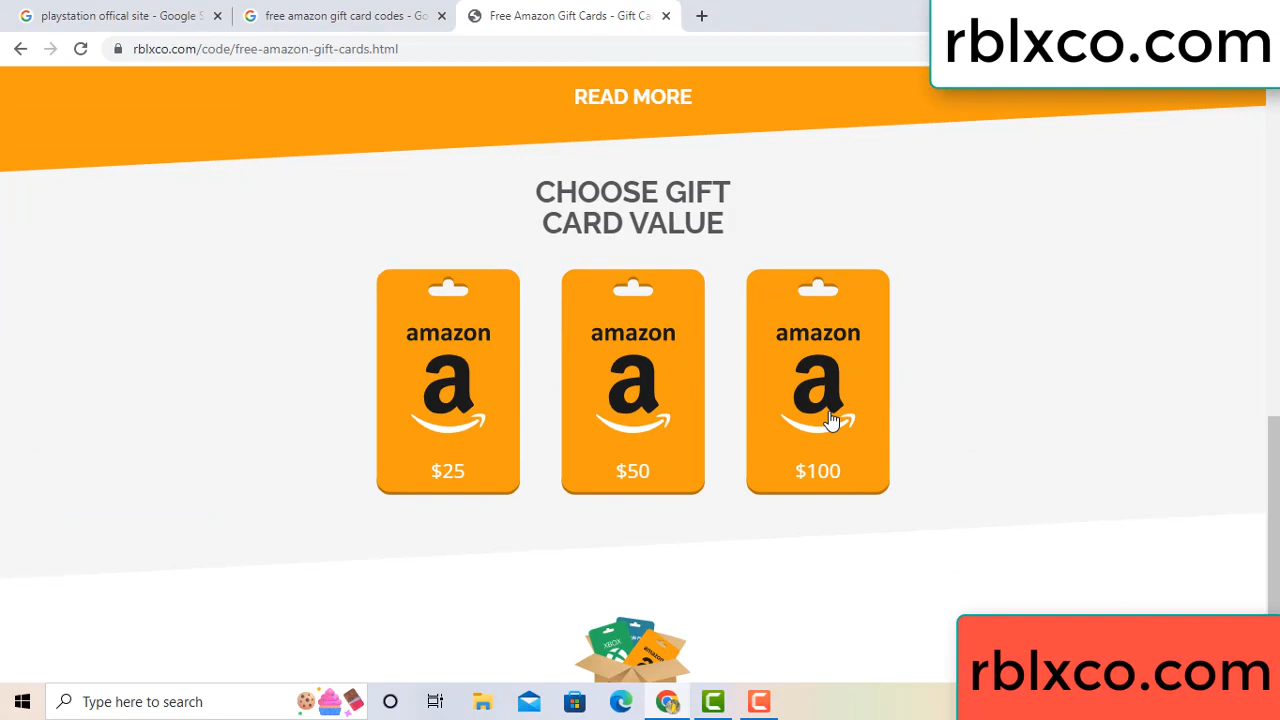 playstation offical site - Google S
free amazon gift card codes - Go
Free Amazon Gift Cards - Gift Ca
rblxco.com/code/free-amazon-gift-cards.html
rblxco.com
READ MORE
CHOOSE GIFT
CARD VALUE
amazon amazon amazon
a a a
$25 $50 $100
XBOX
amazon
rblxco.com
Type here to search